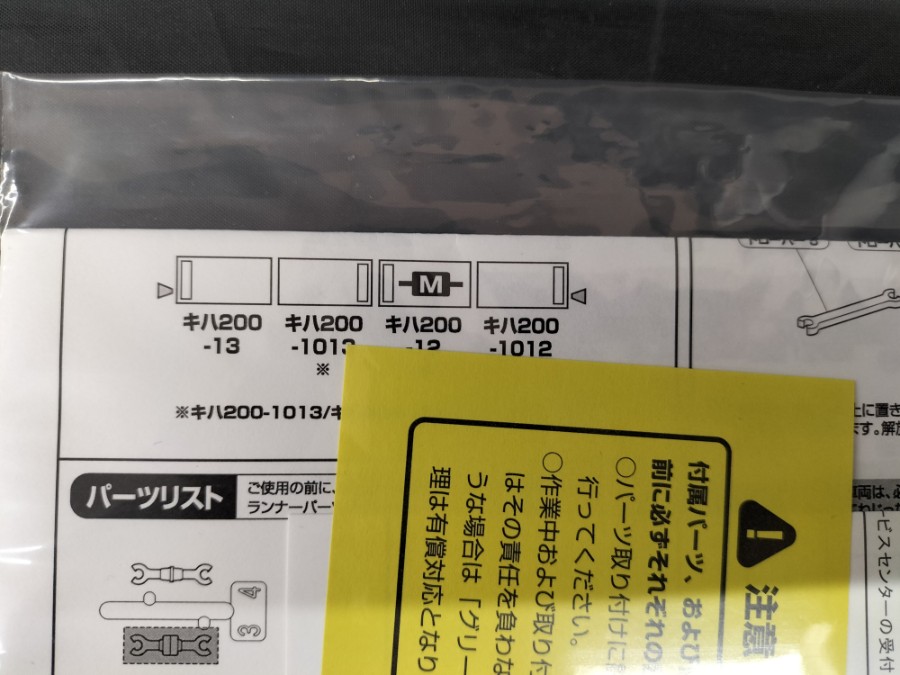 M
キハ200 キハ200 キハ200 キハ200
-13 -1013 -12 -1012
※
※キハ200-1013/キ
パーツリスト
ご使用の前に、
ランナーパー
3 4
注意
付属パーツ、および
前に必ずそれぞれの
○パーツ取り付けに
行ってください。
○作業中および取り付
はその責任を負わな
うな場合は「グリー
理は有償対応となり
上に置き
ます。解放
車両は、
ービスセンターの受付